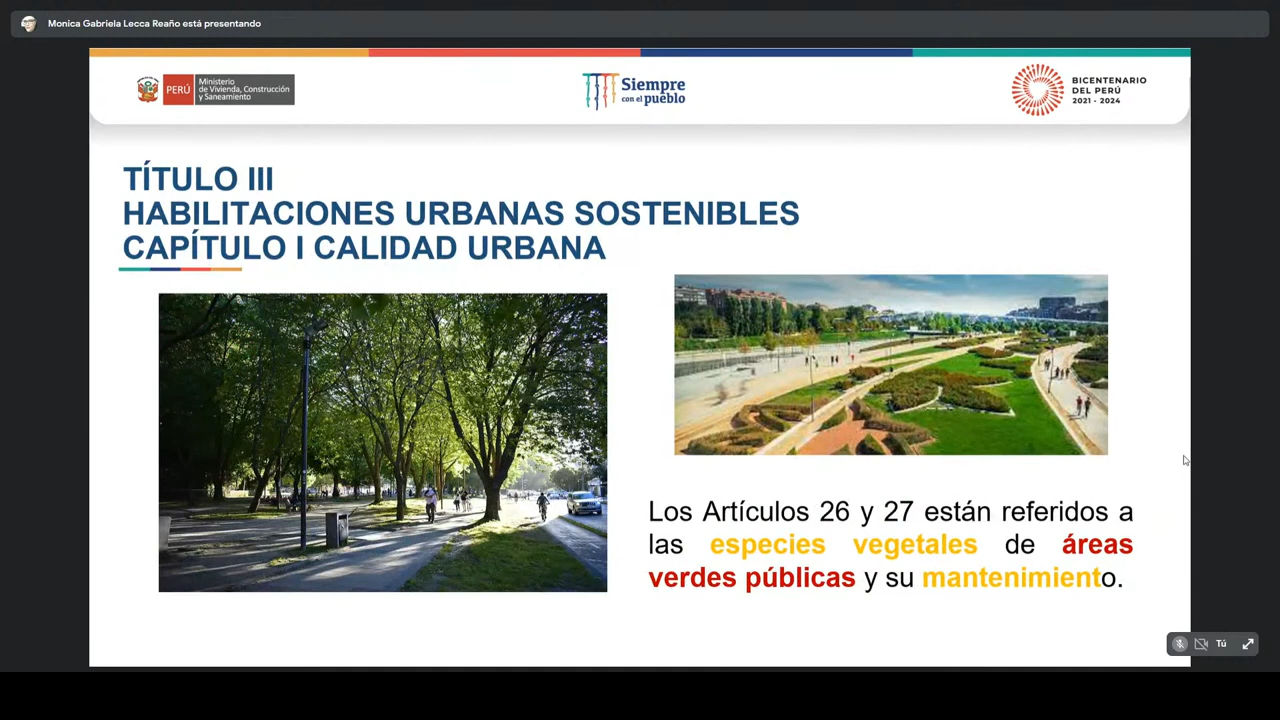 Monica Gabriela Lecca Reaño está presentando
PERÚ
Ministerio
de Vivienda, Construcción
y Saneamiento
Siempre
con el pueblo
BICENTENARIO
DEL PERÚ
2021 - 2024
TÍTULO III
HABILITACIONES URBANAS SOSTENIBLES
CAPÍTULO I CALIDAD URBANA
Los Artículos 26 y 27 están referidos a
las especies vegetales de áreas
verdes públicas y su mantenimiento.
Tú